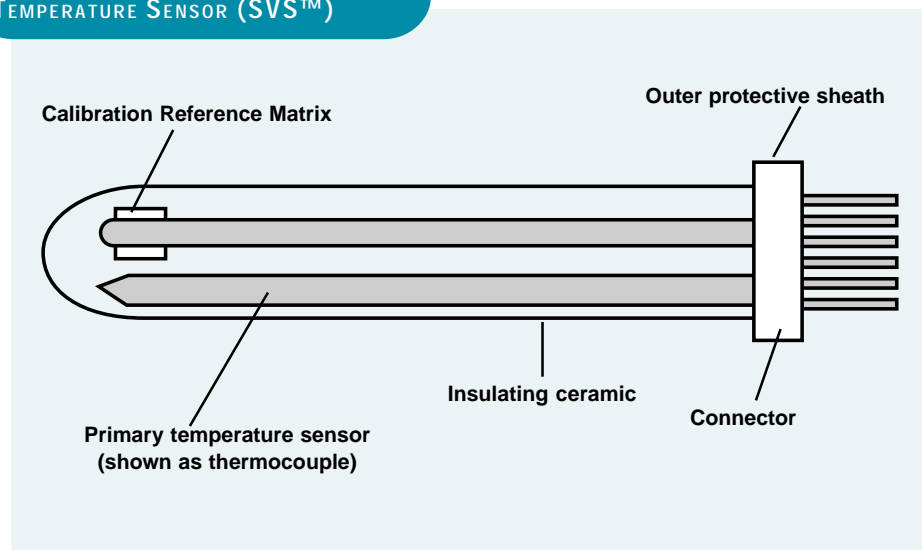 TEMPERATURE SENSOR (SVS™)
Outer protective sheath
Calibration Reference Matrix
Insulating ceramic
Connector
Primary temperature sensor
(shown as thermocouple)